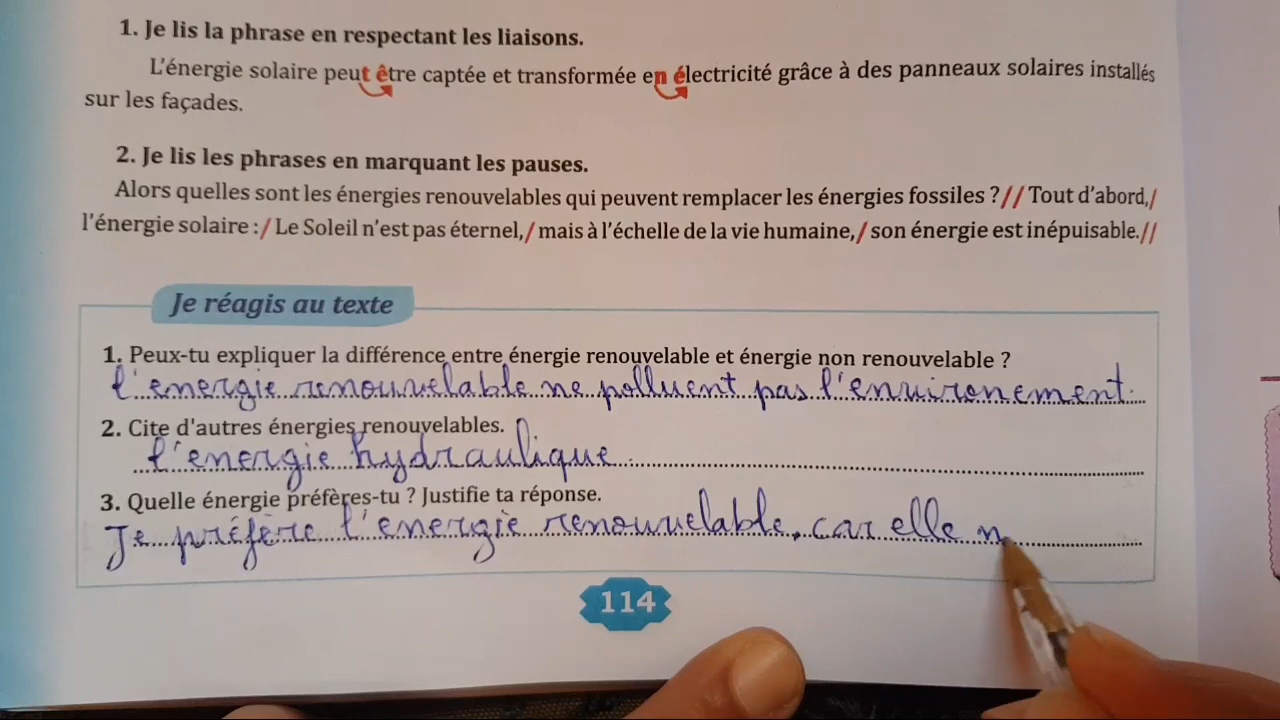 1. Je lis la phrase en respectant les liaisons.
L'énergie solaire peut être captée et transformée en électricité grâce à des panneaux solaires installés
sur les façades.
2. Je lis les phrases en marquant les pauses.
Alors quelles sont les énergies renouvelables qui peuvent remplacer les énergies fossiles ?// Tout d'abord,/
l'énergie solaire :/ Le Soleil n'est pas éternel,/ mais à l'échelle de la vie humaine,/ son énergie est inépuisable.//
Je réagis au texte
1. Peux-tu expliquer la différence entre énergie renouvelable et énergie non renouvelable ?
l'energie renouvelable ne polluent pas l'environement.
2. Cite d'autres énergies renouvelables.
l'energie hydraulique.
3. Quelle énergie préfères-tu ? Justifie ta réponse.
Je préfère l'energie renouvelable, car elle n
114